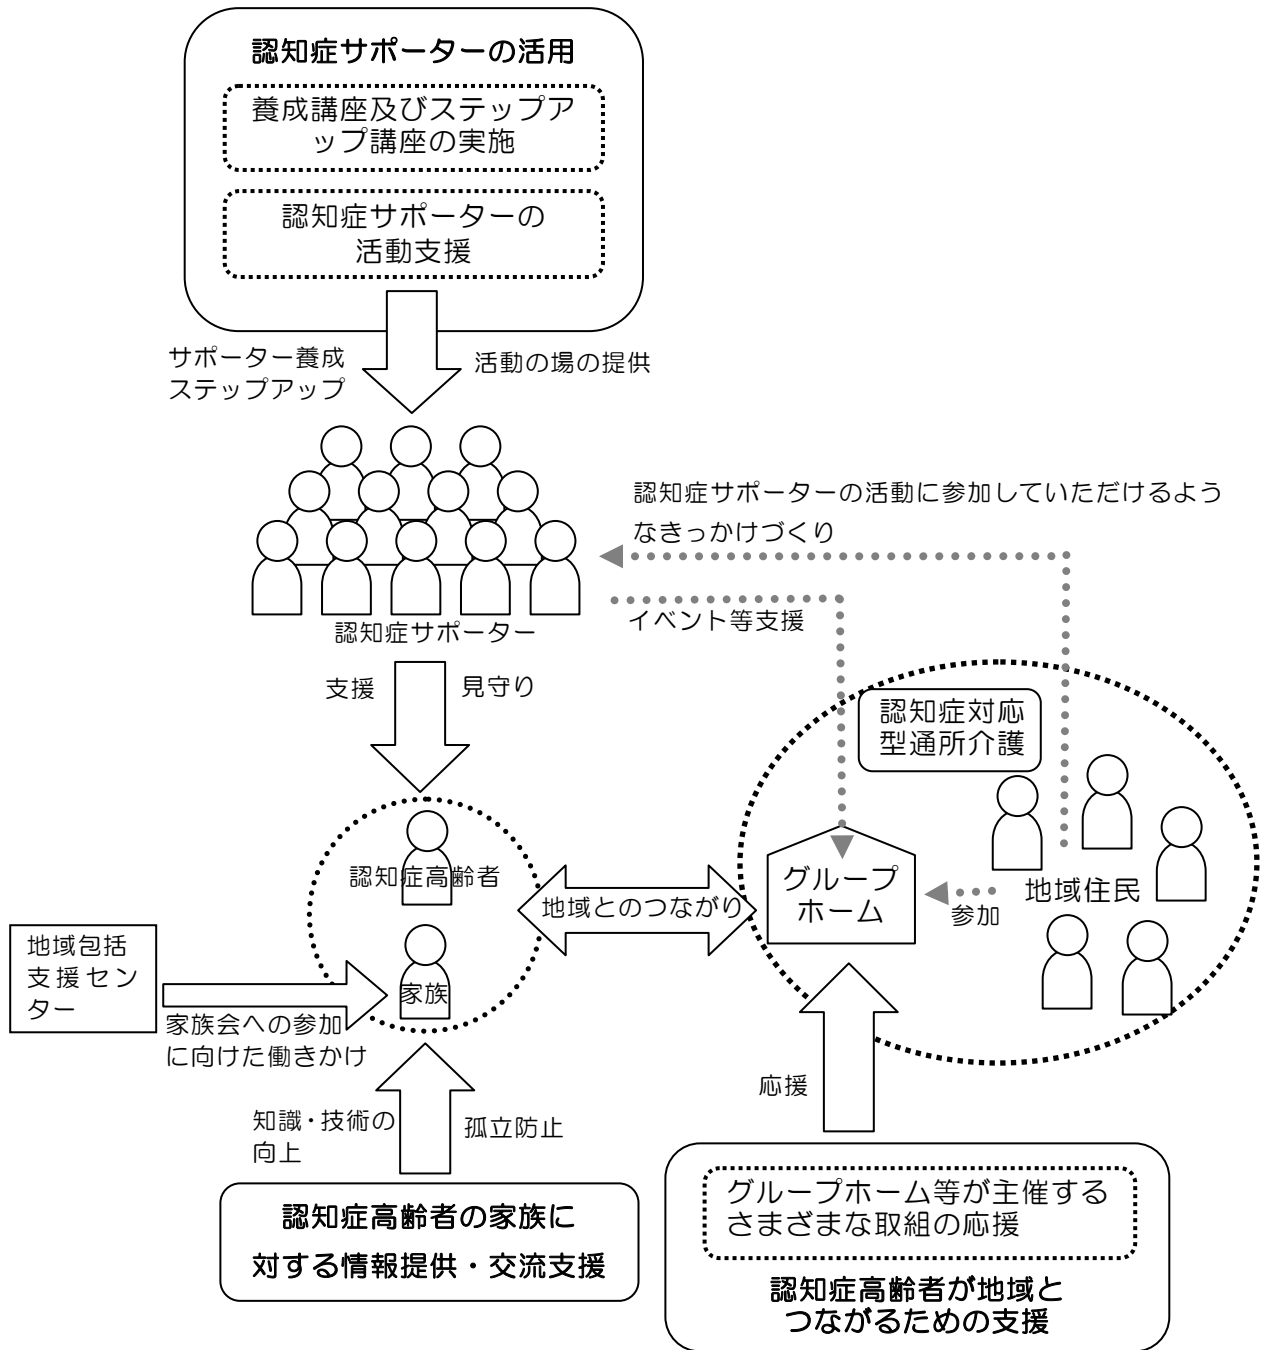 認知症サポーターの活用
養成講座及びステップア
ップ講座の実施
認知症サポーターの
活動支援
サポーター養成
ステップアップ
活動の場の提供
認知症サポーターの活動に参加していただけるよう
なきっかけづくり
イベント等支援
認知症サポーター
支援
見守り
認知症対応
型通所介護
認知症高齢者
地域とのつながり
グループ
ホーム
参加
地域住民
家族
地域包括
支援セン
ター
家族会への参加
に向けた働きかけ
応援
知識・技術の
向上
孤立防止
認知症高齢者の家族に
対する情報提供・交流支援
グループホーム等が主催する
さまざまな取組の応援
認知症高齢者が地域と
つながるための支援